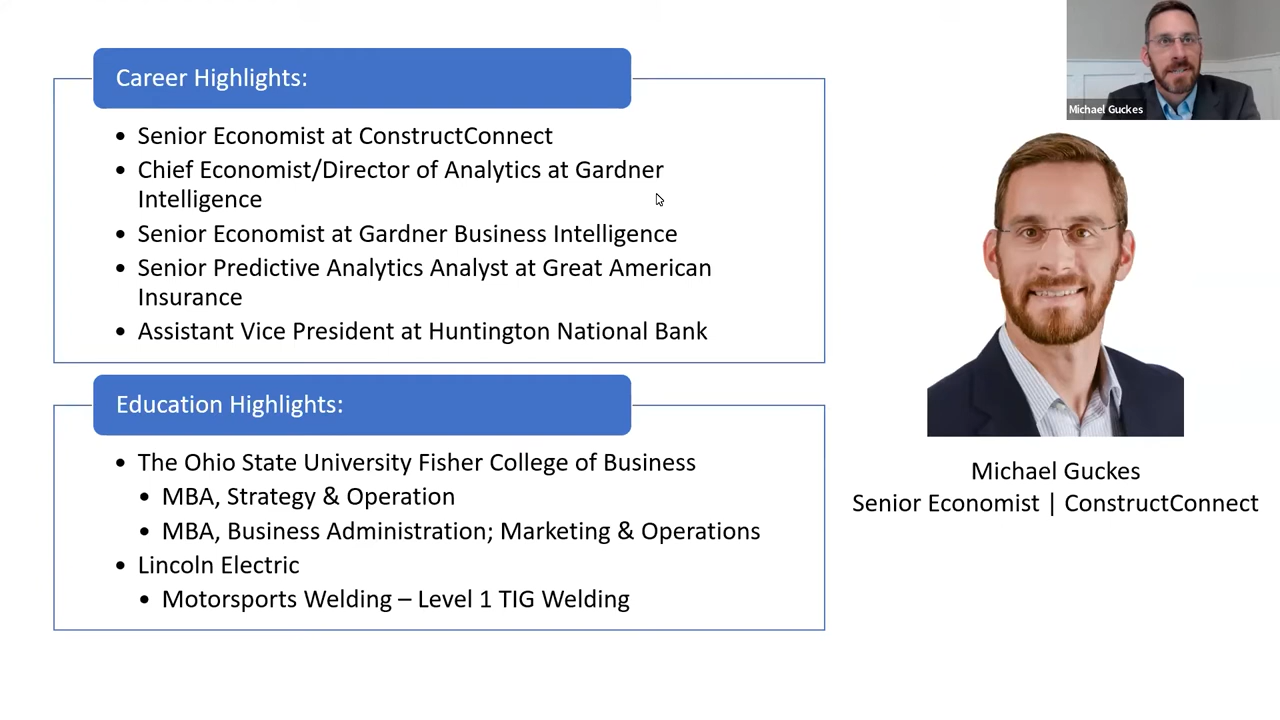 Career Highlights:
• Senior Economist at ConstructConnect
• Chief Economist/Director of Analytics at Gardner
Intelligence
• Senior Economist at Gardner Business Intelligence
• Senior Predictive Analytics Analyst at Great American
Insurance
• Assistant Vice President at Huntington National Bank
Education Highlights:
• The Ohio State University Fisher College of Business
• MBA, Strategy & Operation
• MBA, Business Administration; Marketing & Operations
• Lincoln Electric
• Motorsports Welding – Level 1 TIG Welding
Michael Guckes
Michael Guckes
Senior Economist | ConstructConnect